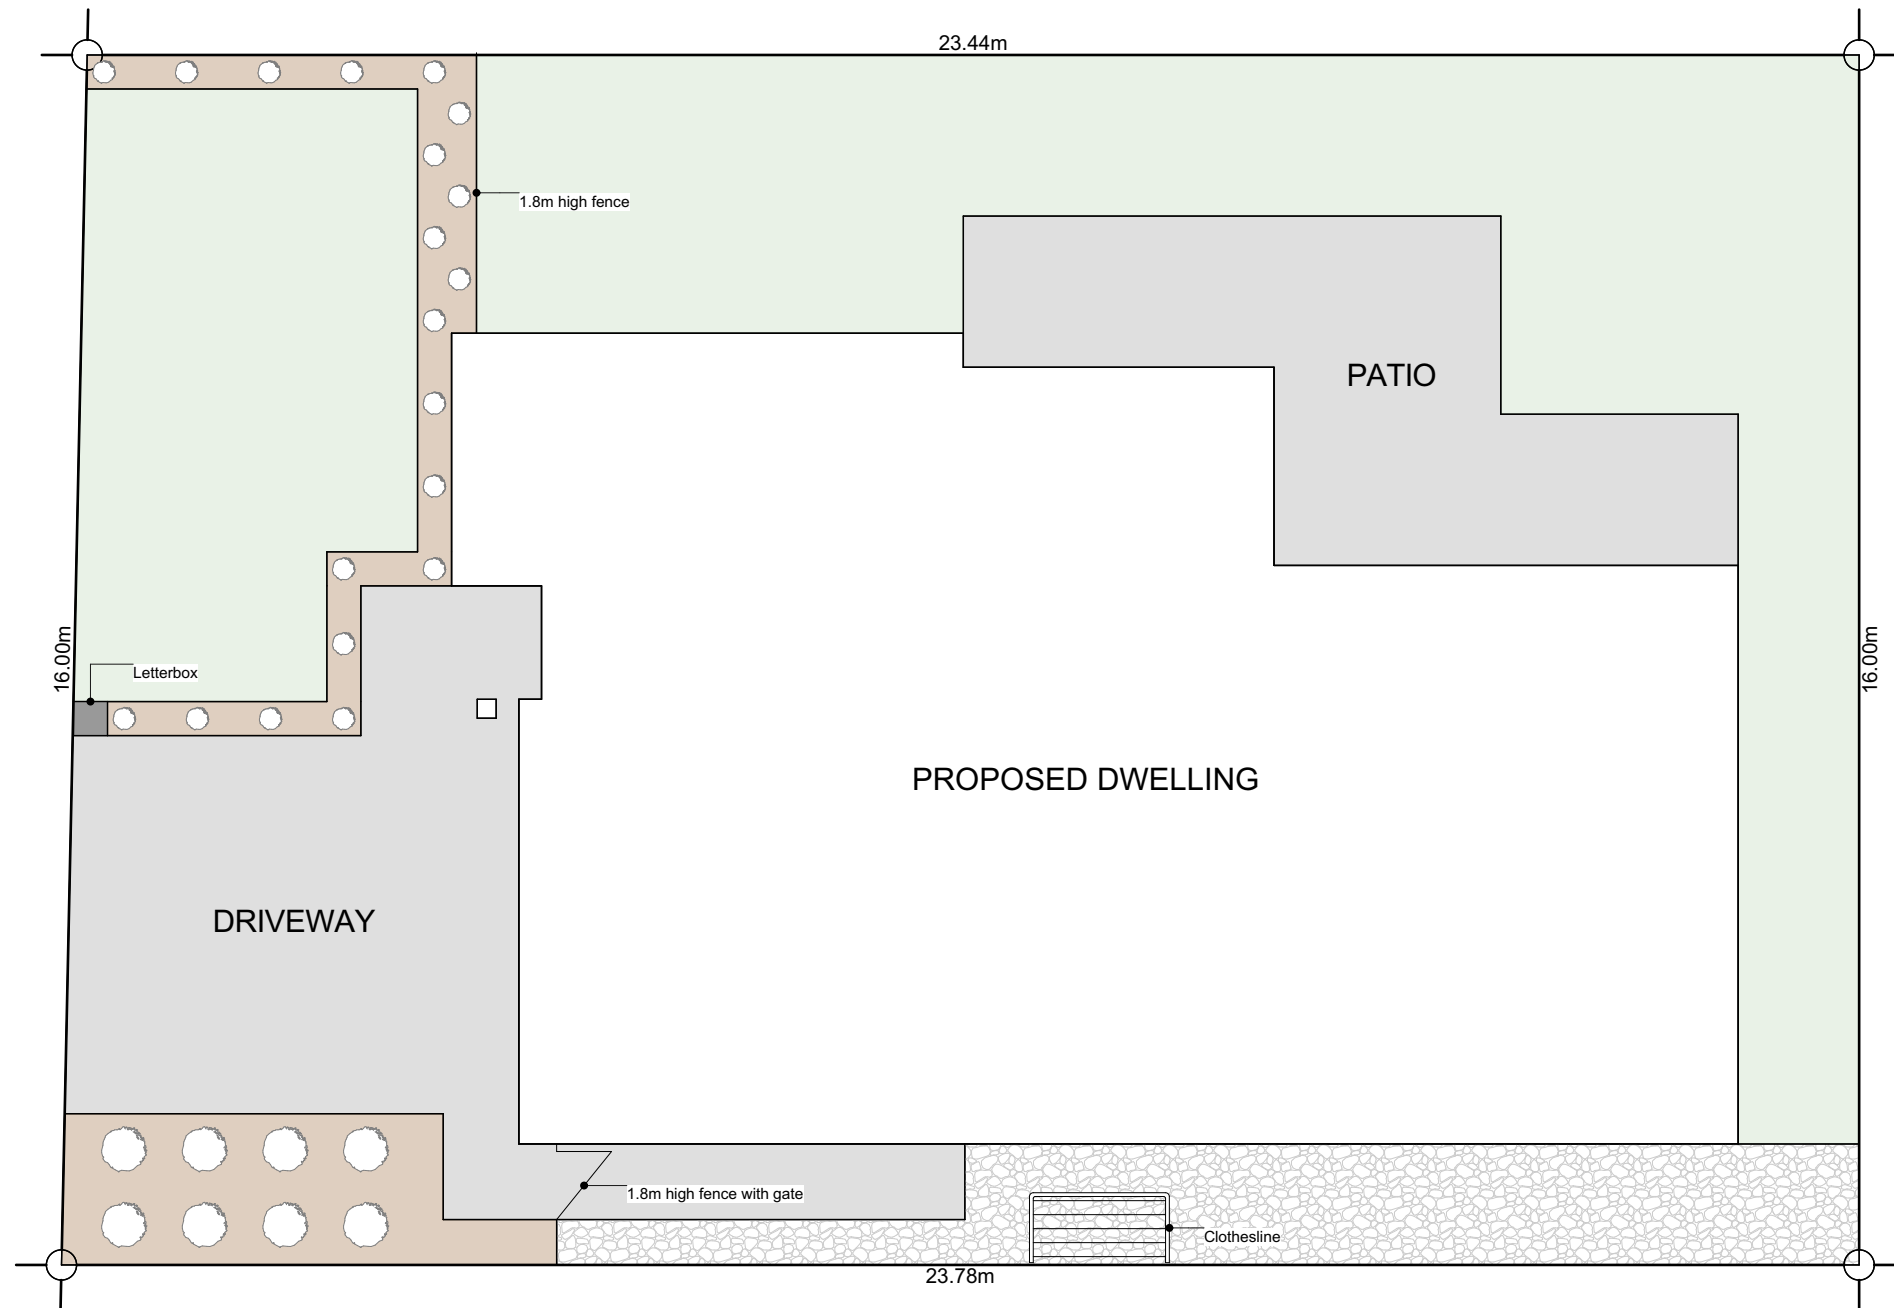 23.44m
1.8m high fence
PATIO
16.00m
16.00m
Letterbox
PROPOSED DWELLING
DRIVEWAY
1.8m high fence with gate
Clothesline
23.78m